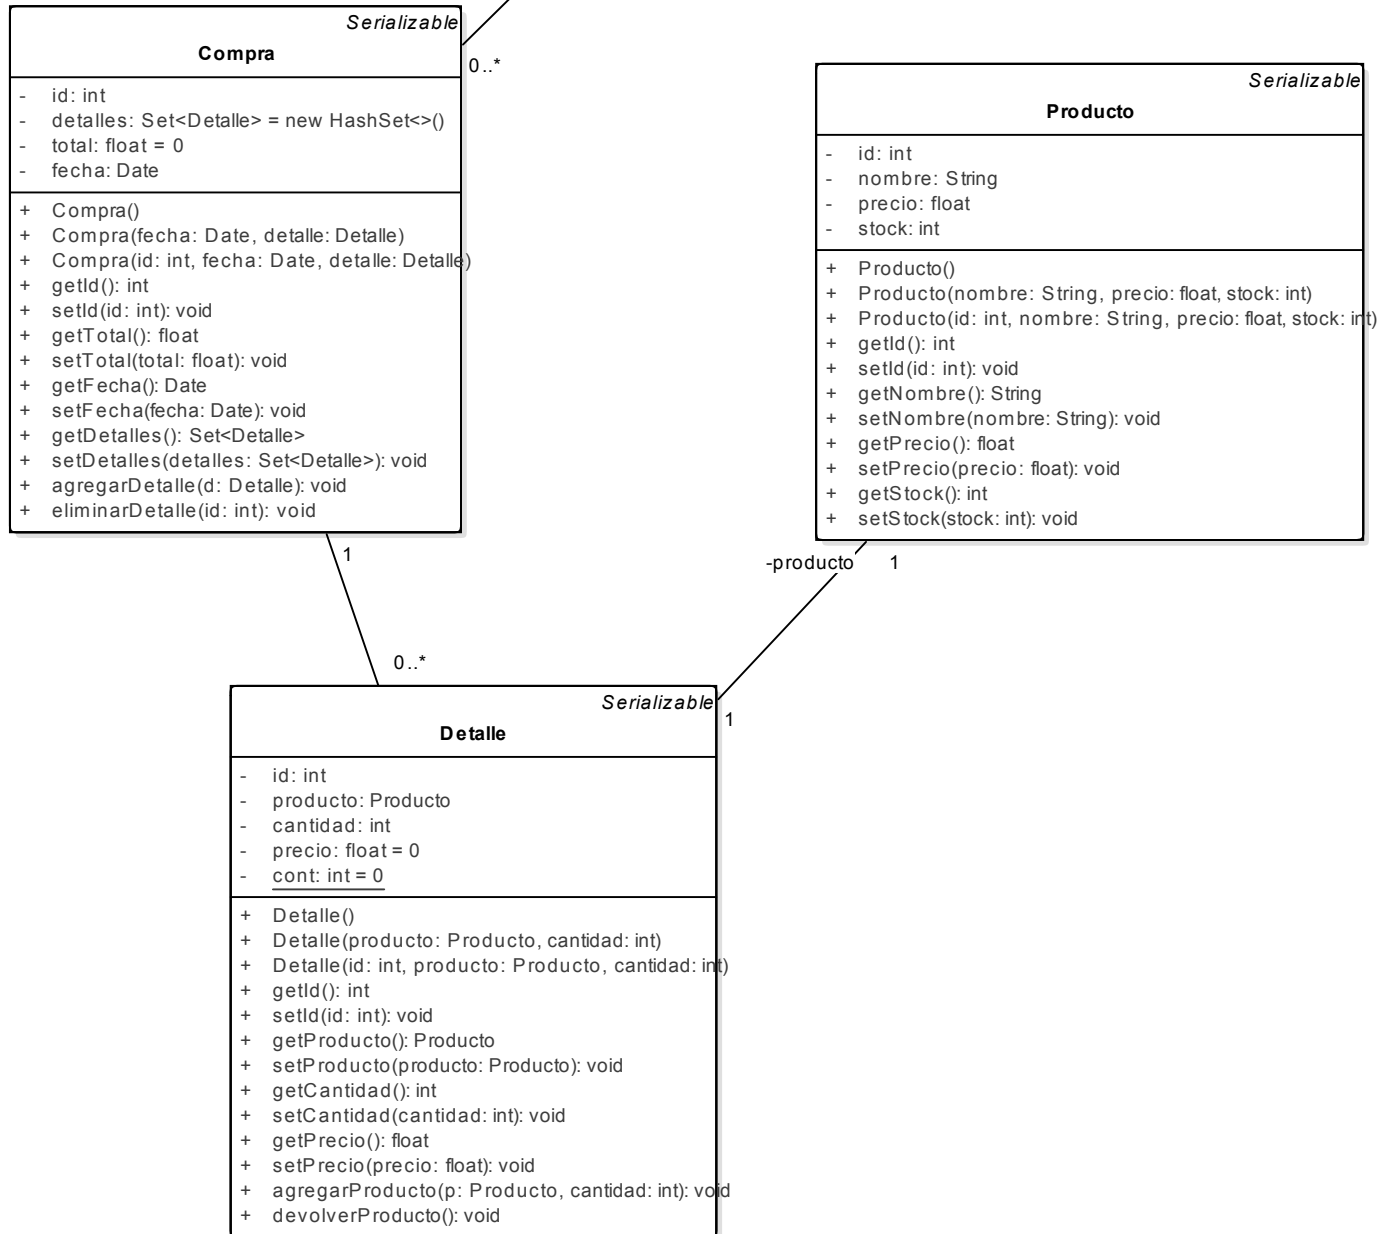 Serializable
Compra
- id: int
- detalles: Set<Detalle> = new HashSet<>()
- total: float = 0
- fecha: Date
+ Compra()
+ Compra(fecha: Date, detalle: Detalle)
+ Compra(id: int, fecha: Date, detalle: Detalle)
+ getId(): int
+ setId(id: int): void
+ getTotal(): float
+ setTotal(total: float): void
+ getFecha(): Date
+ setFecha(fecha: Date): void
+ getDetalles(): Set<Detalle>
+ setDetalles(detalles: Set<Detalle>): void
+ agregarDetalle(d: Detalle): void
+ eliminarDetalle(id: int): void
0..*
1
0..*
Serializable
Producto
- id: int
- nombre: String
- precio: float
- stock: int
+ Producto()
+ Producto(nombre: String, precio: float, stock: int)
+ Producto(id: int, nombre: String, precio: float, stock: int)
+ getId(): int
+ setId(id: int): void
+ getNombre(): String
+ setNombre(nombre: String): void
+ getPrecio(): float
+ setPrecio(precio: float): void
+ getStock(): int
+ setStock(stock: int): void
-producto 1
1
Serializable
Detalle
- id: int
- producto: Producto
- cantidad: int
- precio: float = 0
- cont: int = 0
+ Detalle()
+ Detalle(producto: Producto, cantidad: int)
+ Detalle(id: int, producto: Producto, cantidad: int)
+ getId(): int
+ setId(id: int): void
+ getProducto(): Producto
+ setProducto(producto: Producto): void
+ getCantidad(): int
+ setCantidad(cantidad: int): void
+ getPrecio(): float
+ setPrecio(precio: float): void
+ agregarProducto(p: Producto, cantidad: int): void
+ devolverProducto(): void